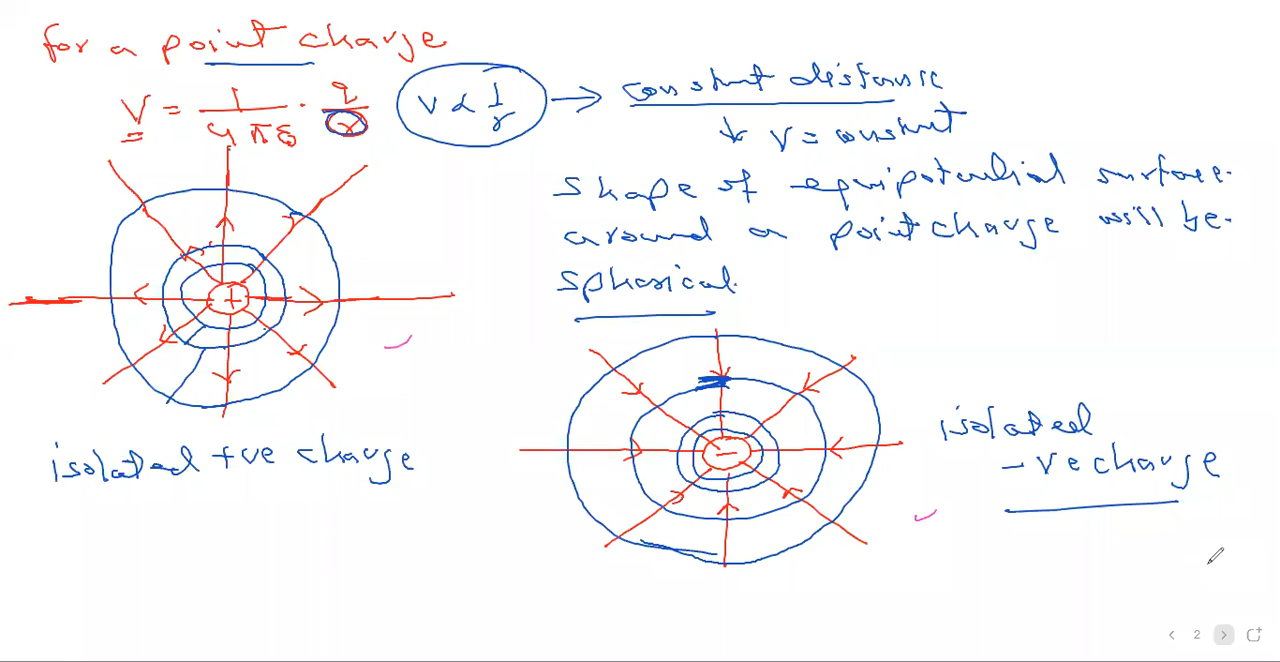 for a point charge
V = 1/4πε₀ · q/r
V ∝ 1/r → constant distance
↓ V = constant
Shape of equipotential surface
around a point charge will be.
Spherical.
+
isolated +ve charge
−
isolated
-ve charge
2